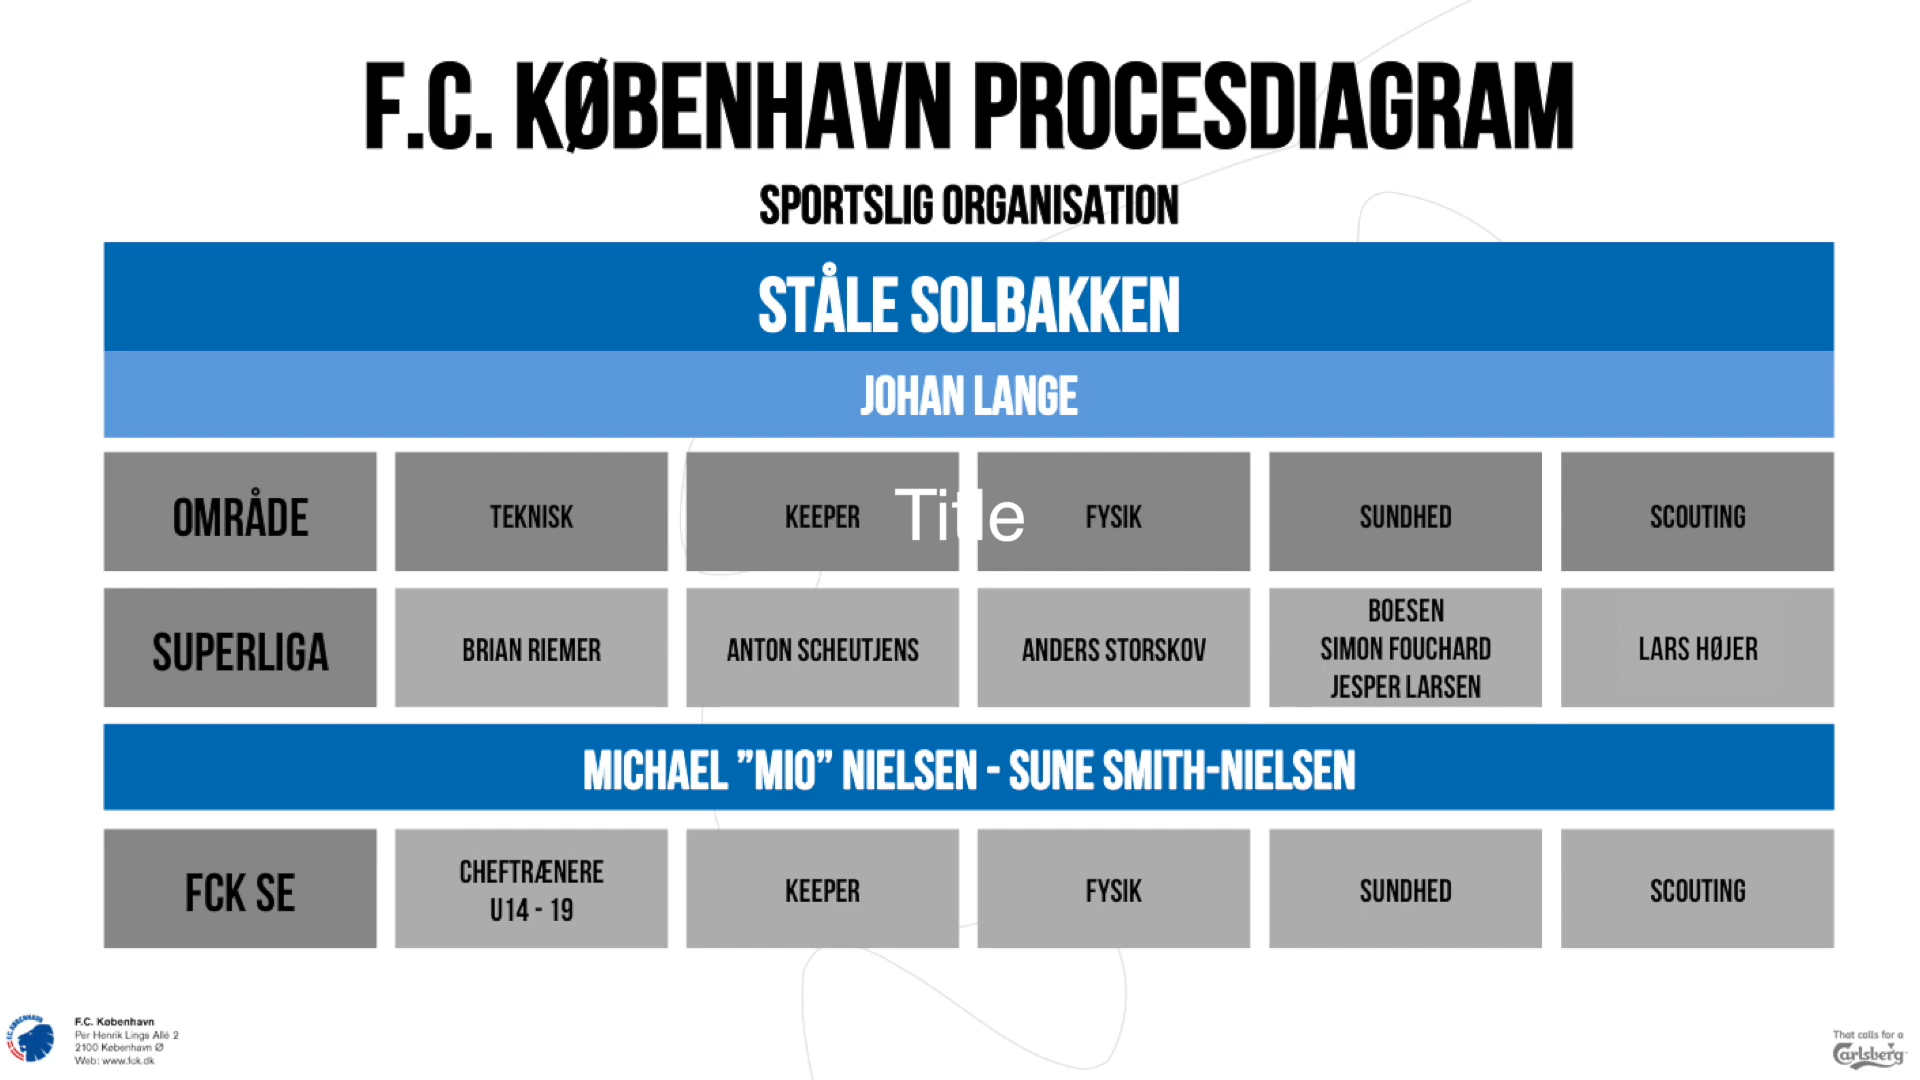 F.C. KØBENHAVN PROCESDIAGRAM
SPORTSLIG ORGANISATION
STÅLE SOLBAKKEN
JOHAN LANGE
OMRÅDE
TEKNISK
KEEPER
Title
FYSIK
SUNDHED
SCOUTING
SUPERLIGA
BRIAN RIEMER
ANTON SCHEUTJENS
ANDERS STORSKOV
BOESEN
SIMON FOUCHARD
JESPER LARSEN
LARS HØJER
MICHAEL ”MIO” NIELSEN - SUNE SMITH-NIELSEN
FCK SE
CHEFTRÆNERE
U14 - 19
KEEPER
FYSIK
SUNDHED
SCOUTING
F.C. KØBENHAVN
F.C. København
Per Henrik Lings Allé 2
2100 København Ø
Web: www.fck.dk
That calls for a
Carlsberg